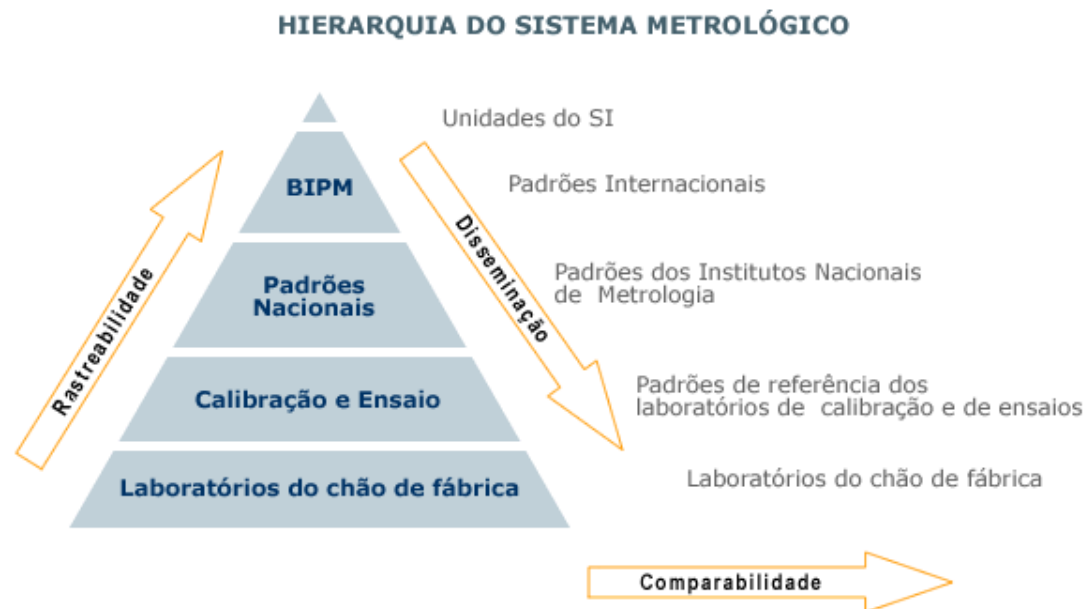 HIERARQUIA DO SISTEMA METROLÓGICO
Unidades do SI
BIPM
Padrões Internacionais
Rastreabilidade
Disseminação
Padrões
Nacionais
Padrões dos Institutos Nacionais
de Metrologia
Calibração e Ensaio
Padrões de referência dos
laboratórios de calibração e de ensaios
Laboratórios do chão de fábrica
Laboratórios do chão de fábrica
Comparabilidade